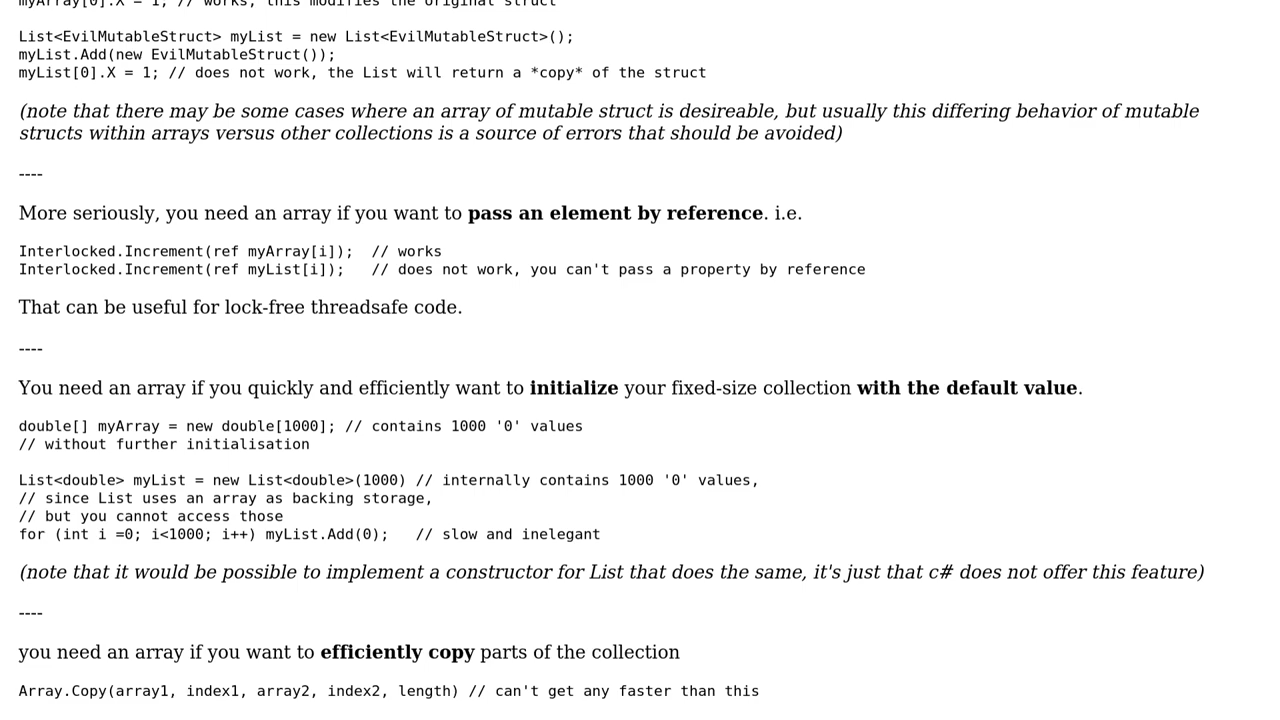 myArray[0].X = 1; // works, this modifies the original struct
List<EvilMutableStruct> myList = new List<EvilMutableStruct>();
myList.Add(new EvilMutableStruct());
myList[0].X = 1; // does not work, the List will return a *copy* of the struct
(note that there may be some cases where an array of mutable struct is desireable, but usually this differing behavior of mutable
structs within arrays versus other collections is a source of errors that should be avoided)
----
More seriously, you need an array if you want to pass an element by reference. i.e.
Interlocked.Increment(ref myArray[i]);  // works
Interlocked.Increment(ref myList[i]);   // does not work, you can't pass a property by reference
That can be useful for lock-free threadsafe code.
----
You need an array if you quickly and efficiently want to initialize your fixed-size collection with the default value.
double[] myArray = new double[1000]; // contains 1000 '0' values
// without further initialisation
List<double> myList = new List<double>(1000) // internally contains 1000 '0' values,
// since List uses an array as backing storage,
// but you cannot access those
for (int i =0; i<1000; i++) myList.Add(0);   // slow and inelegant
(note that it would be possible to implement a constructor for List that does the same, it's just that c# does not offer this feature)
----
you need an array if you want to efficiently copy parts of the collection
Array.Copy(array1, index1, array2, index2, length) // can't get any faster than this